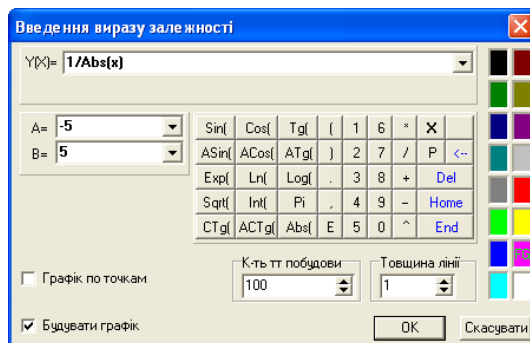 Введення виразу залежності
Y(X)= 1/Abs(x)
A= -5
B= 5
Sin( Cos( Tg( ( 1 6 * X
ASin( ACos( ATg( ) 2 7 / P <--
Exp( Ln( Log( . 3 8 + Del
Sqrt( Int( Pi , 4 9 - Home
CTg( ACTg( Abs( E 5 0 ^ End
FG
К-ть тт побудови Товщина лінії
Графік по точкам 100 1
Будувати графік OK Скасувати